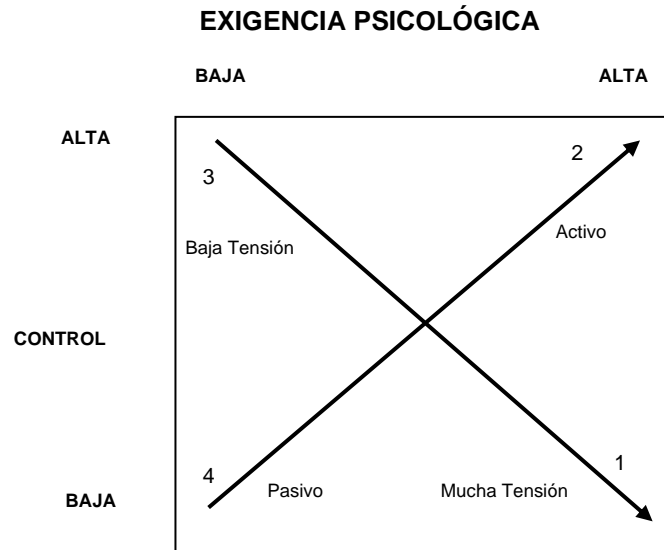 EXIGENCIA PSICOLÓGICA
BAJA
ALTA
ALTA
2
3
Activo
Baja Tensión
CONTROL
1
4
Pasivo
Mucha Tensión
BAJA